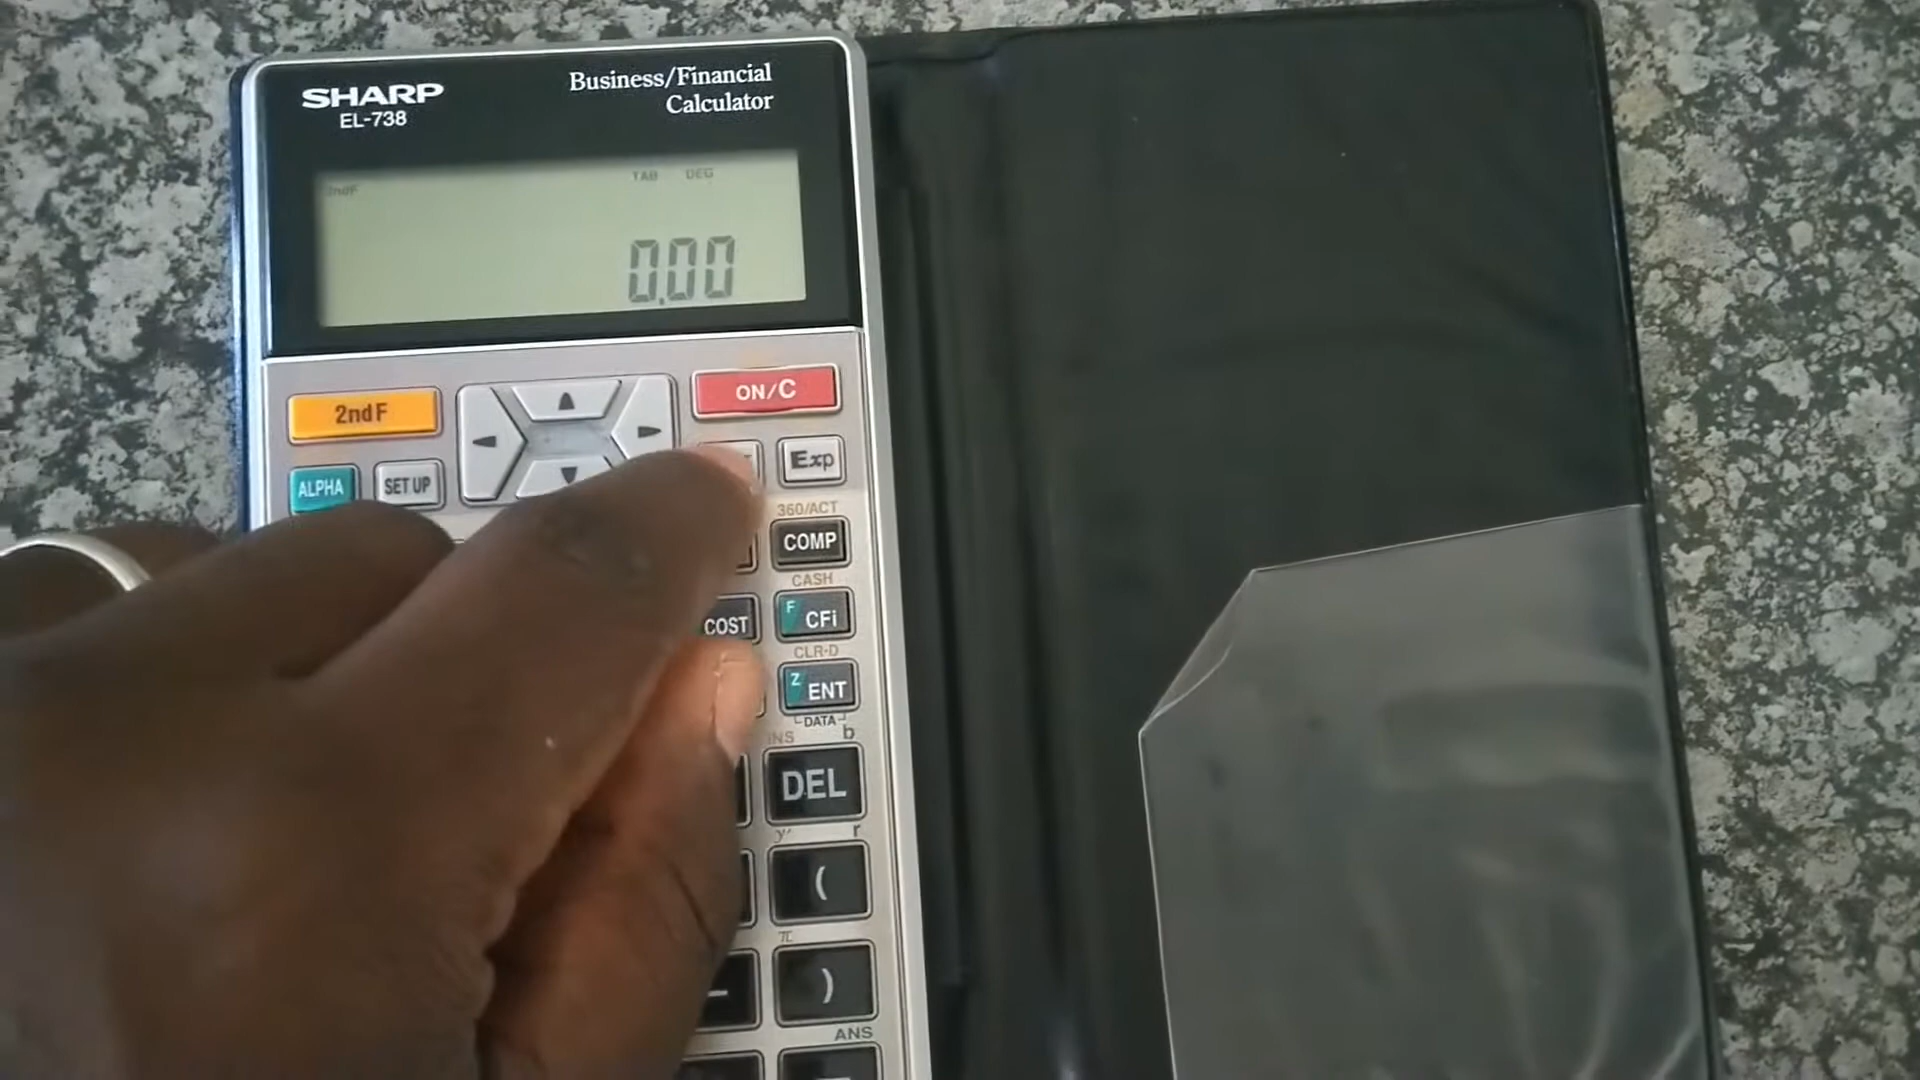 SHARP
EL-738
Business/Financial
Calculator
2ndF
TAB DEG
0.00
2ndF
ON/C
ALPHA
SET UP
Exp
360/ACT
COMP
CASH
COST
F CFi
CLR-D
Z ENT
DATA
INS b
DEL
r
(
π
)
–
ANS